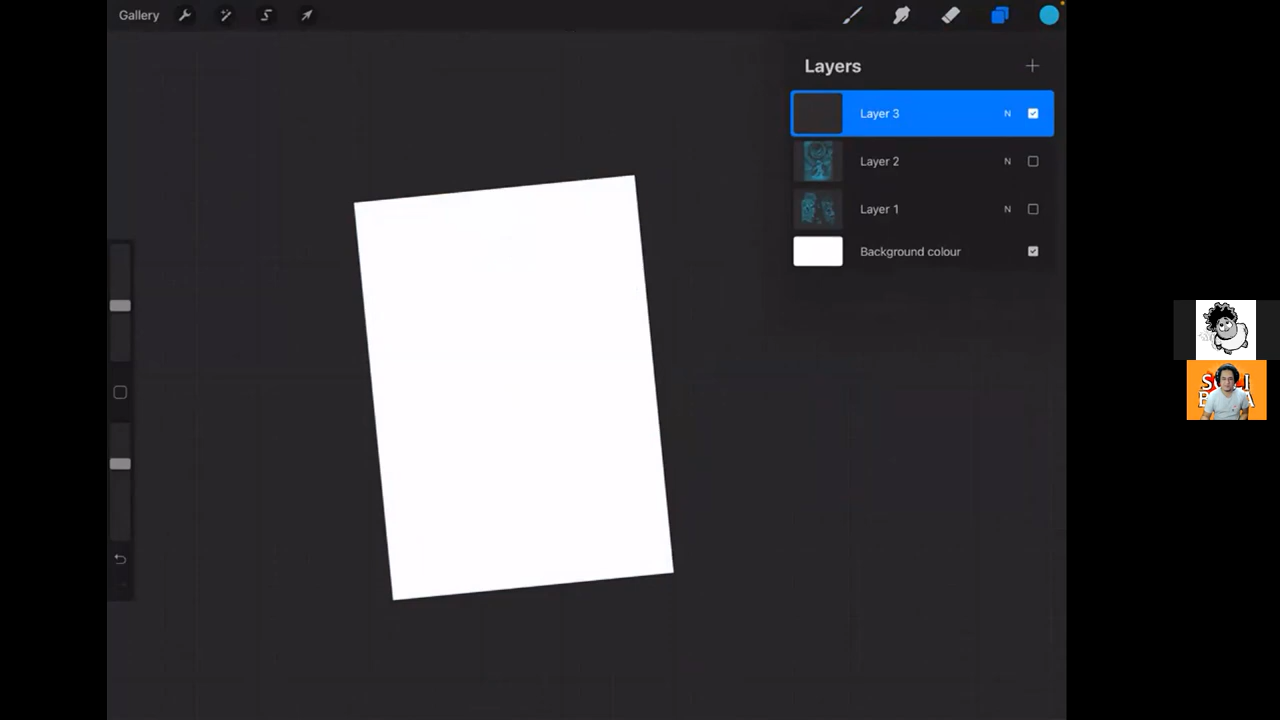 Gallery
Layers
Layer 3 N
Layer 2 N
Layer 1 N
Background colour